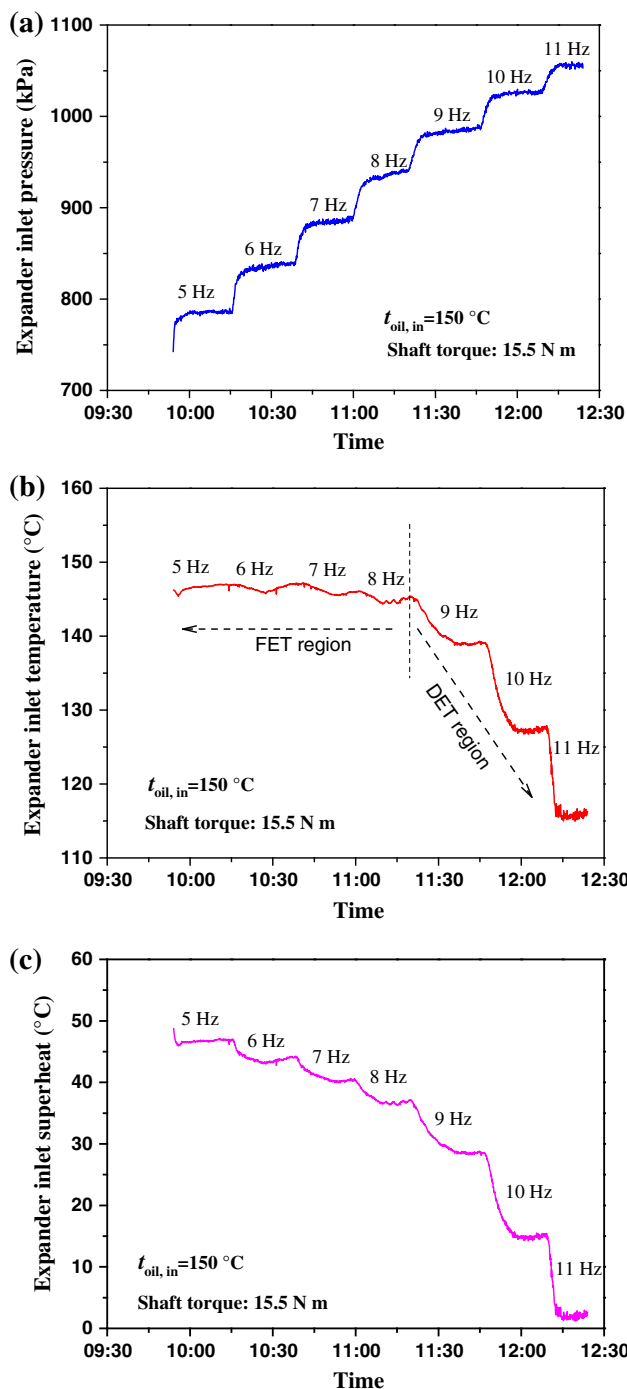 (a)
1100
1000
900
800
700
Expander inlet pressure (kPa)
5 Hz
6 Hz
7 Hz
8 Hz
9 Hz
10 Hz
11 Hz
t oil, in=150 °C
Shaft torque: 15.5 N m
09:30 10:00 10:30 11:00 11:30 12:00 12:30
Time
(b)
160
150
140
130
120
110
Expander inlet temperature (°C)
5 Hz
6 Hz
7 Hz
8 Hz
9 Hz
10 Hz
11 Hz
FET region
DET region
t oil, in=150 °C
Shaft torque: 15.5 N m
09:30 10:00 10:30 11:00 11:30 12:00 12:30
Time
(c)
60
50
40
30
20
15
10
0
Expander inlet superheat (°C)
5 Hz
6 Hz
7 Hz
8 Hz
9 Hz
10 Hz
11 Hz
t oil, in=150 °C
Shaft torque: 15.5 N m
09:30 10:00 10:30 11:00 11:30 12:00 12:30
Time